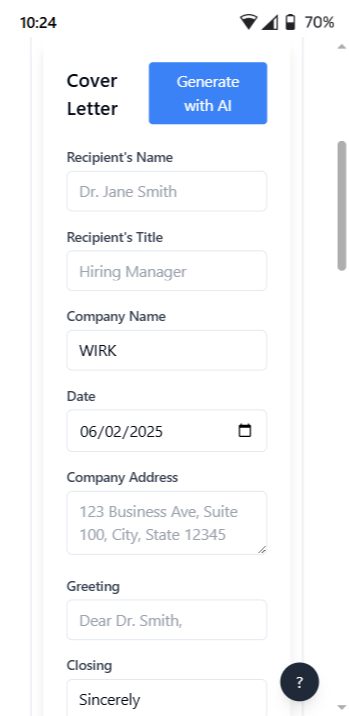 10:24
70%
Cover
Letter
Generate
with AI
Recipient's Name
Dr. Jane Smith
Recipient's Title
Hiring Manager
Company Name
WIRK
Date
06/02/2025
Company Address
123 Business Ave, Suite
100, City, State 12345
Greeting
Dear Dr. Smith,
Closing
?
Sincerely